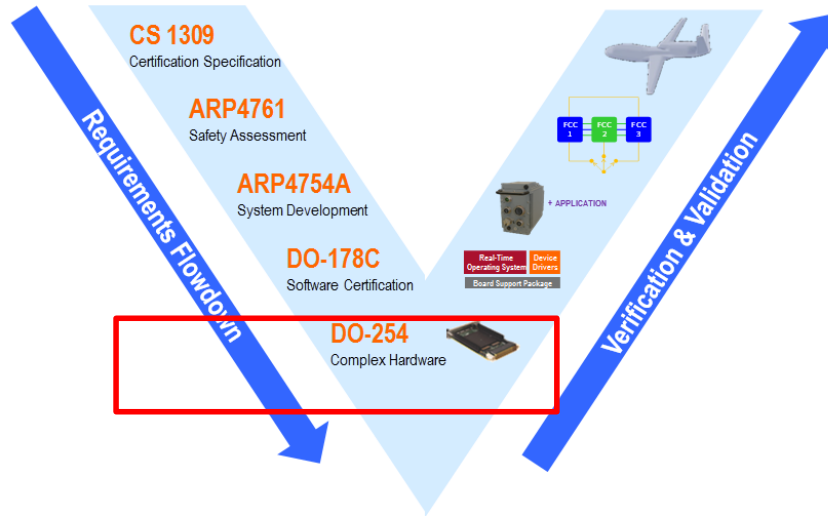 CS 1309
Certification Specification
ARP4761
Safety Assessment
ARP4754A
System Development
DO-178C
Software Certification
DO-254
Complex Hardware
Requirements Flowdown
FCC
1
FCC
2
FCC
3
+ APPLICATION
Real-Time
Operating System
Device
Drivers
Board Support Package
Verification & Validation